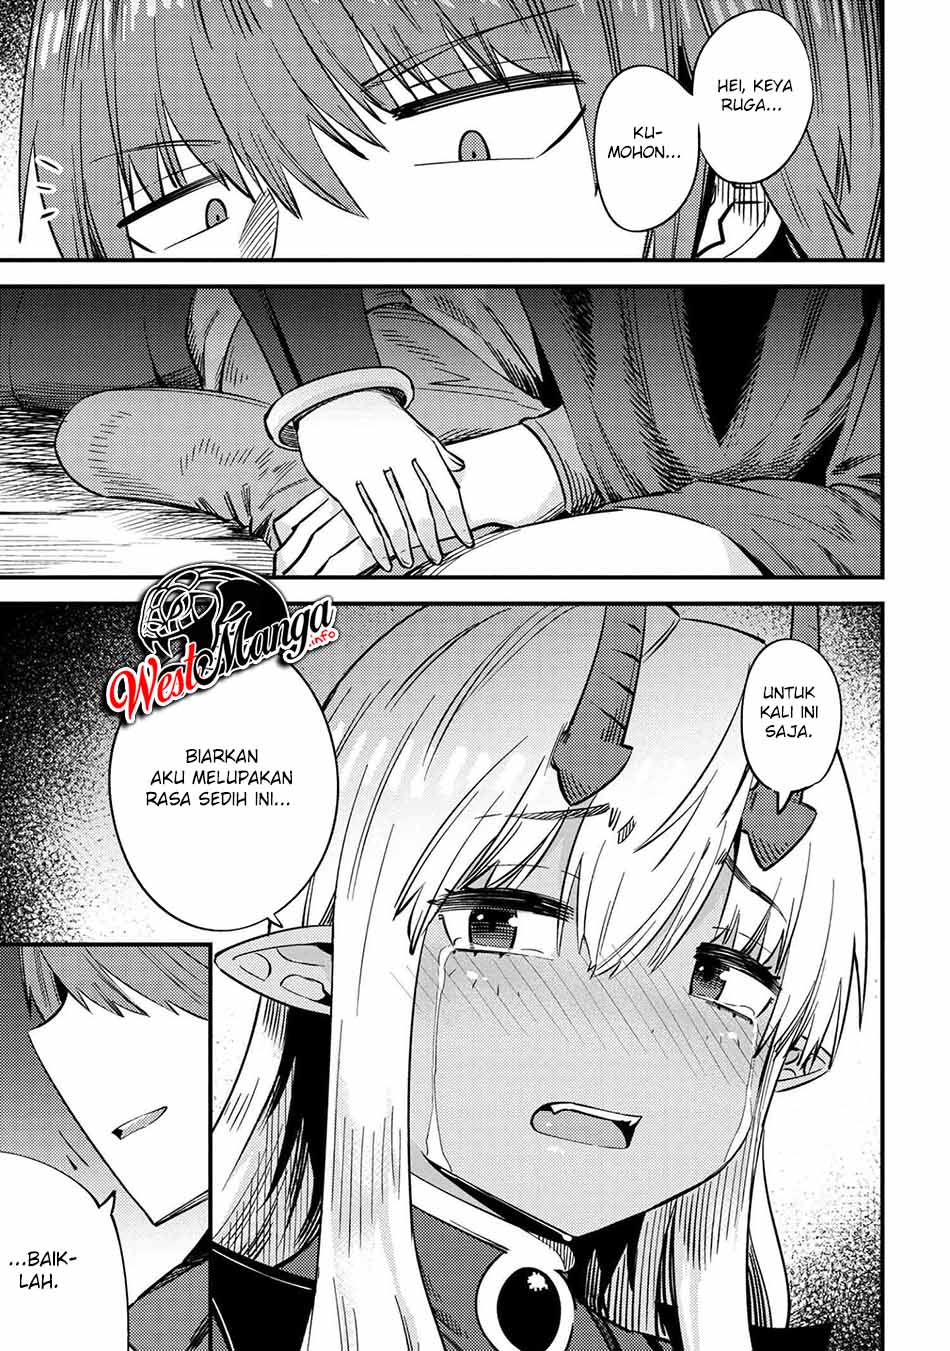 HEI, KEYA
RUGA...
KU-
MOHON...
UNTUK
KALI INI
SAJA.
WestManga
.info
BIARKAN
AKU MELUPAKAN
RASA SEDIH INI...
...BAIK-
LAH.